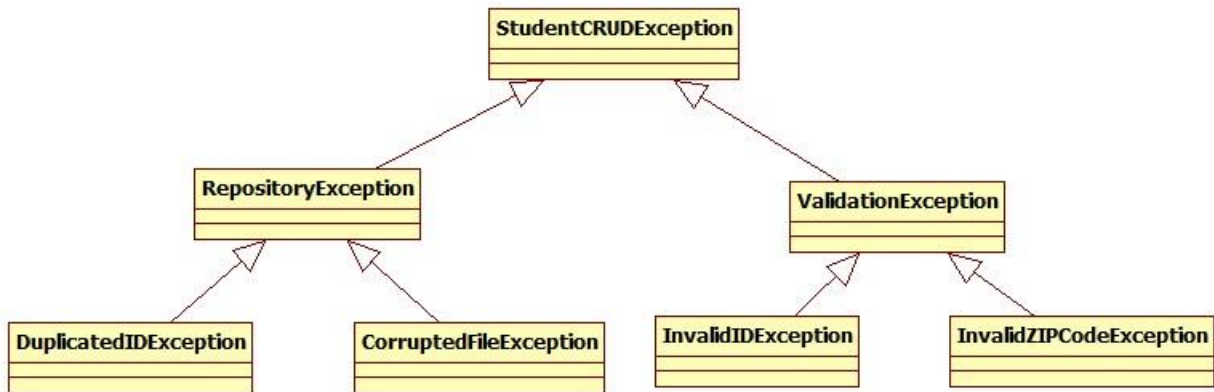 StudentCRUDException
RepositoryException
ValidationException
DuplicatedIDException
CorruptedFileException
InvalidIDException
InvalidZIPCodeException